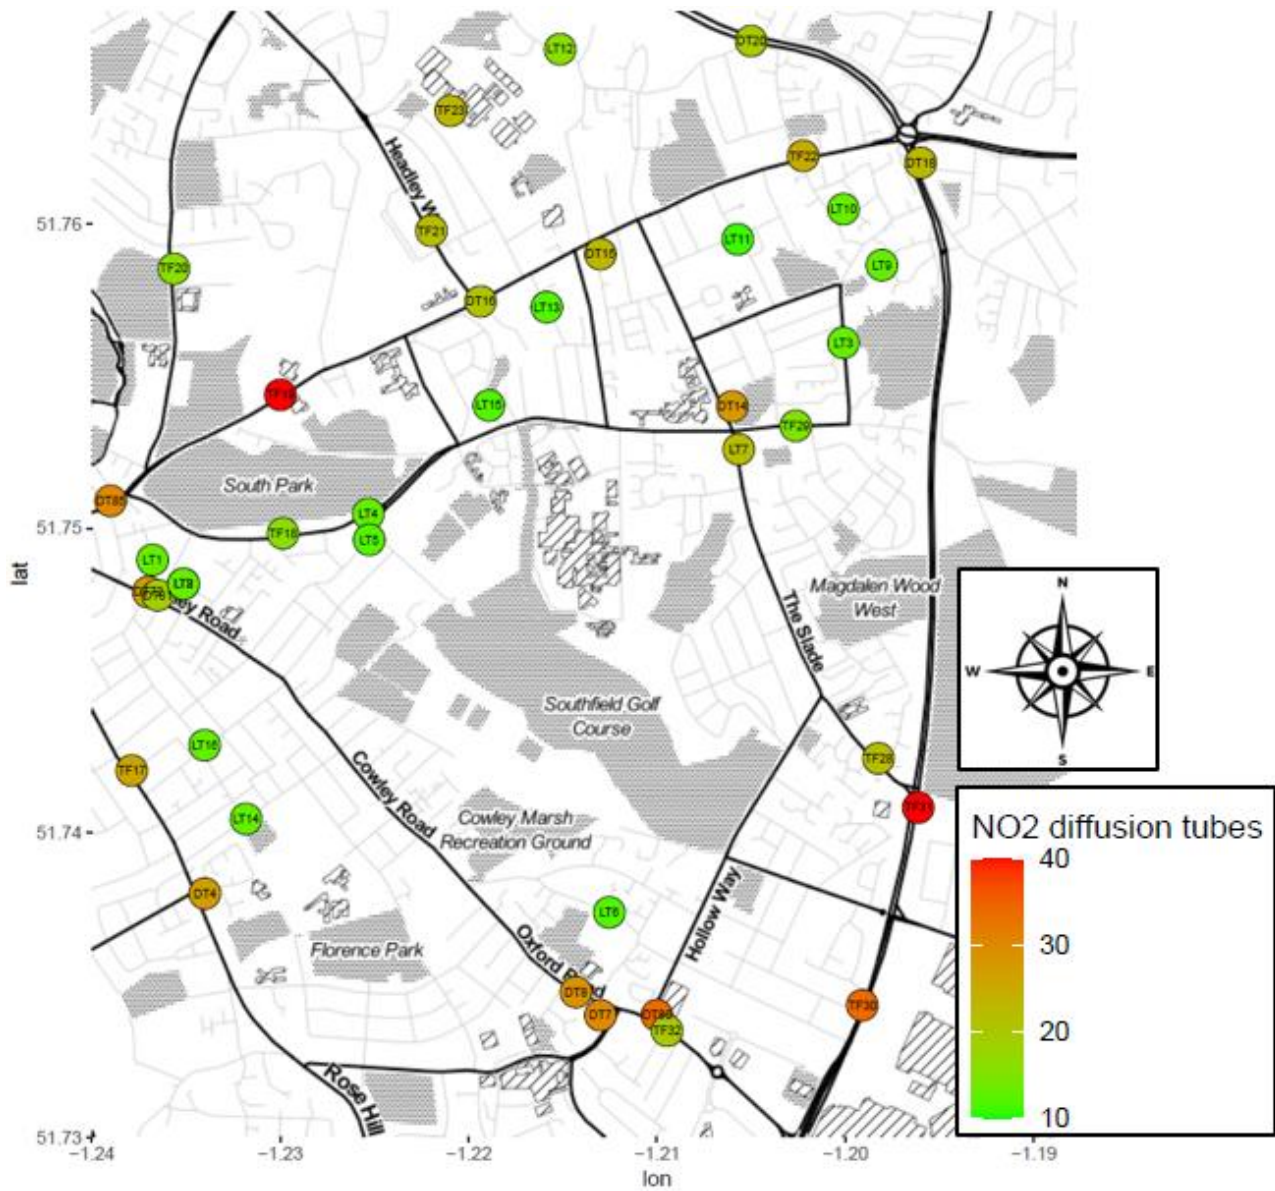 LT12
DT20
TF23
Headley W
TF22
DT18
51.76
LT10
TF21
LT11
DT15
LT9
TF20
DT16
LT13
LT3
LT15
DT14
TF29
LT7
South Park
DT85
LT4
51.75
TF18
LT5
LT1
LT8
ley Road
Magdalen Wood
West
The Slade
N
W
E
S
Southfield Golf
Course
LT16
TF28
TF17
Cowley Road
TF31
lat
LT14
Cowley Marsh
Recreation Ground
51.74
NO2 diffusion tubes
40
30
20
10
DT4
LT6
Hollow Way
Florence Park
Oxford
DT8
DT7
TF30
TF32
Rose Hill
51.73
−1.24
−1.23
−1.22
−1.21
−1.20
−1.19
lon